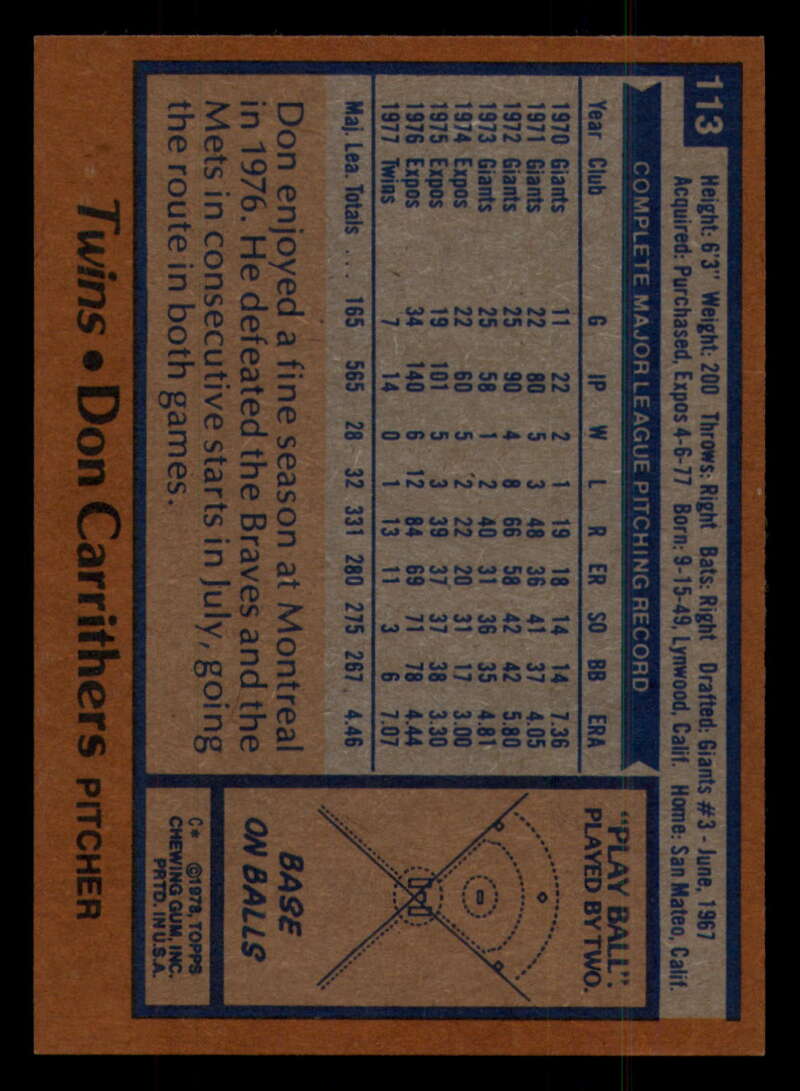 113
Height: 6'3" Weight: 200 Throws: Right Bats: Right Drafted: Giants #3 - June, 1967
Acquired: Purchased, Expos 4-6-77 Born: 9-15-49, Lynwood, Calif. Home: San Mateo, Calif.
COMPLETE MAJOR LEAGUE PITCHING RECORD
Year Club G IP W L R ER SO BB ERA
1970 Giants 11 22 2 1 19 18 14 14 7.36
1971 Giants 22 80 5 3 48 36 41 37 4.05
1972 Giants 25 90 4 8 66 58 42 42 5.80
1973 Giants 25 58 1 2 40 31 36 35 4.81
1974 Expos 22 60 5 2 22 20 31 17 3.00
1975 Expos 19 101 5 3 39 37 37 38 3.30
1976 Expos 34 140 6 12 84 69 71 78 4.44
1977 Twins 7 14 0 1 13 11 3 6 7.07
Maj. Lea. Totals ... 165 565 28 32 331 280 275 267 4.46
Don enjoyed a fine season at Montreal
in 1976. He defeated the Braves and the
Mets in consecutive starts in July, going
the route in both games.
"PLAY BALL":
PLAYED BY TWO.
BASE
ON BALLS
C* ©1978, TOPPS
CHEWING GUM, INC.
PRTD. IN U.S.A.
Twins • Don Carrithers PITCHER